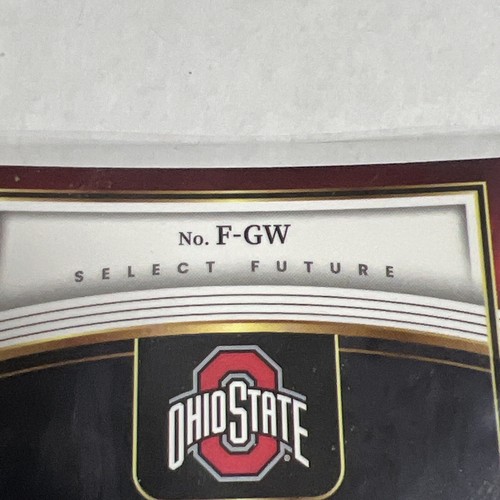 No. F-GW
SELECT FUTURE
OHIO STATE
®